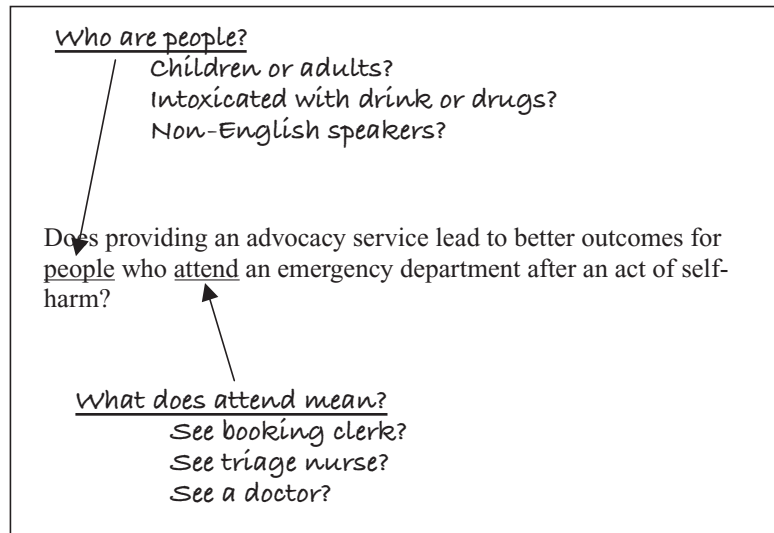 Who are people?
Children or adults?
Intoxicated with drink or drugs?
Non-English speakers?
Does providing an advocacy service lead to better outcomes for
people who attend an emergency department after an act of self-
harm?
What does attend mean?
See booking clerk?
See triage nurse?
See a doctor?